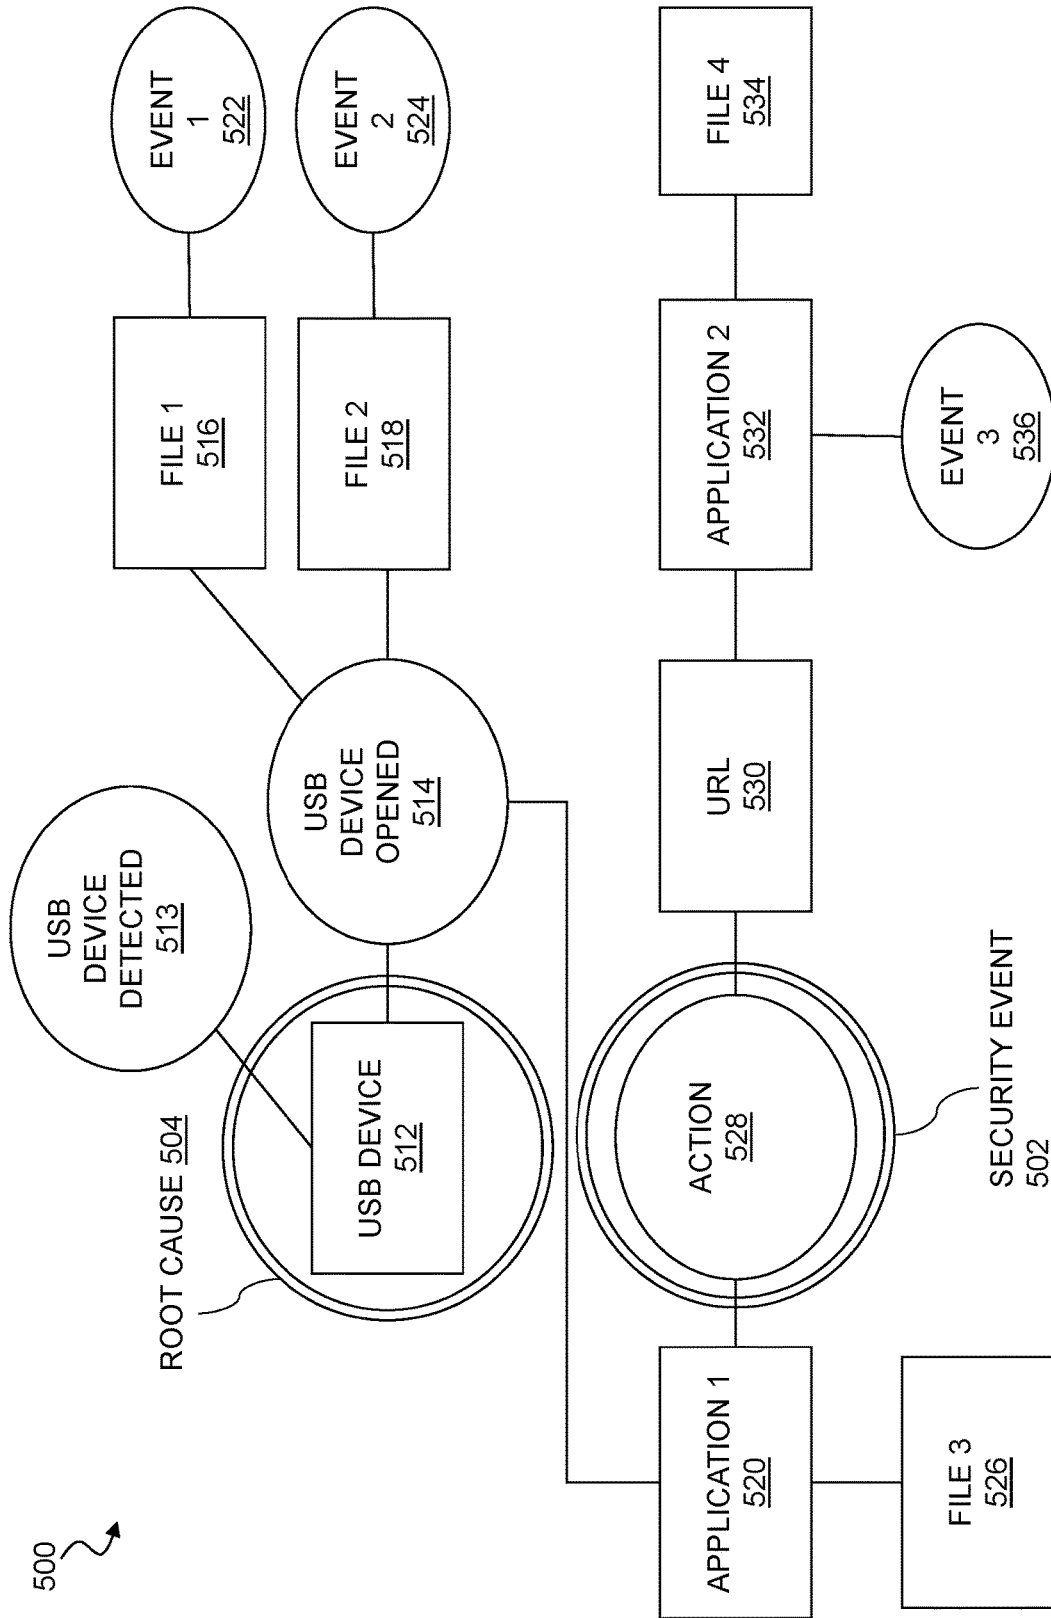 500
ROOT CAUSE 504
USB
DEVICE
DETECTED
513
FILE 1
516
EVENT
1
522
USB DEVICE
512
USB
DEVICE
OPENED
514
FILE 2
518
EVENT
2
524
APPLICATION 1
520
ACTION
528
URL
530
APPLICATION 2
532
FILE 4
534
FILE 3
526
SECURITY EVENT
502
EVENT
3
536